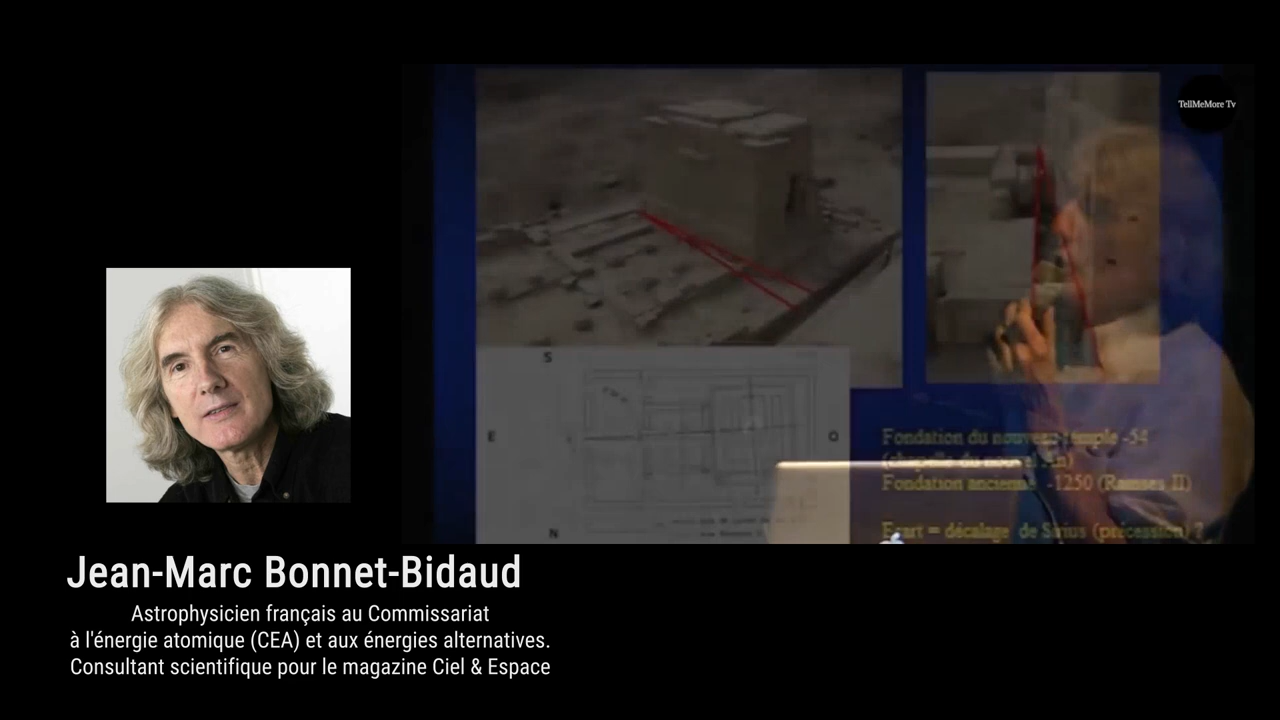 TellMeMore Tv
S
E
O
N
Fondation du nouveau temple -54
(chapelle du nouvel An)
Fondation ancienne -1250 (Ramses II)
Ecart = décalage de Sirius (précession) ?
Jean-Marc Bonnet-Bidaud
Astrophysicien français au Commissariat
à l'énergie atomique (CEA) et aux énergies alternatives.
Consultant scientifique pour le magazine Ciel & Espace